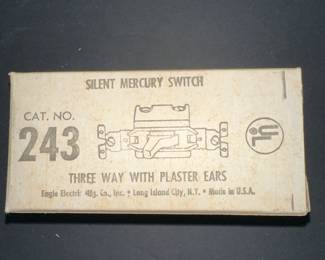 SILENT MERCURY SWITCH
CAT. NO.
243
UL
THREE WAY WITH PLASTER EARS
Eagle Electric Mfg. Co., Inc. • Long Island City, N.Y. • Made in U.S.A.